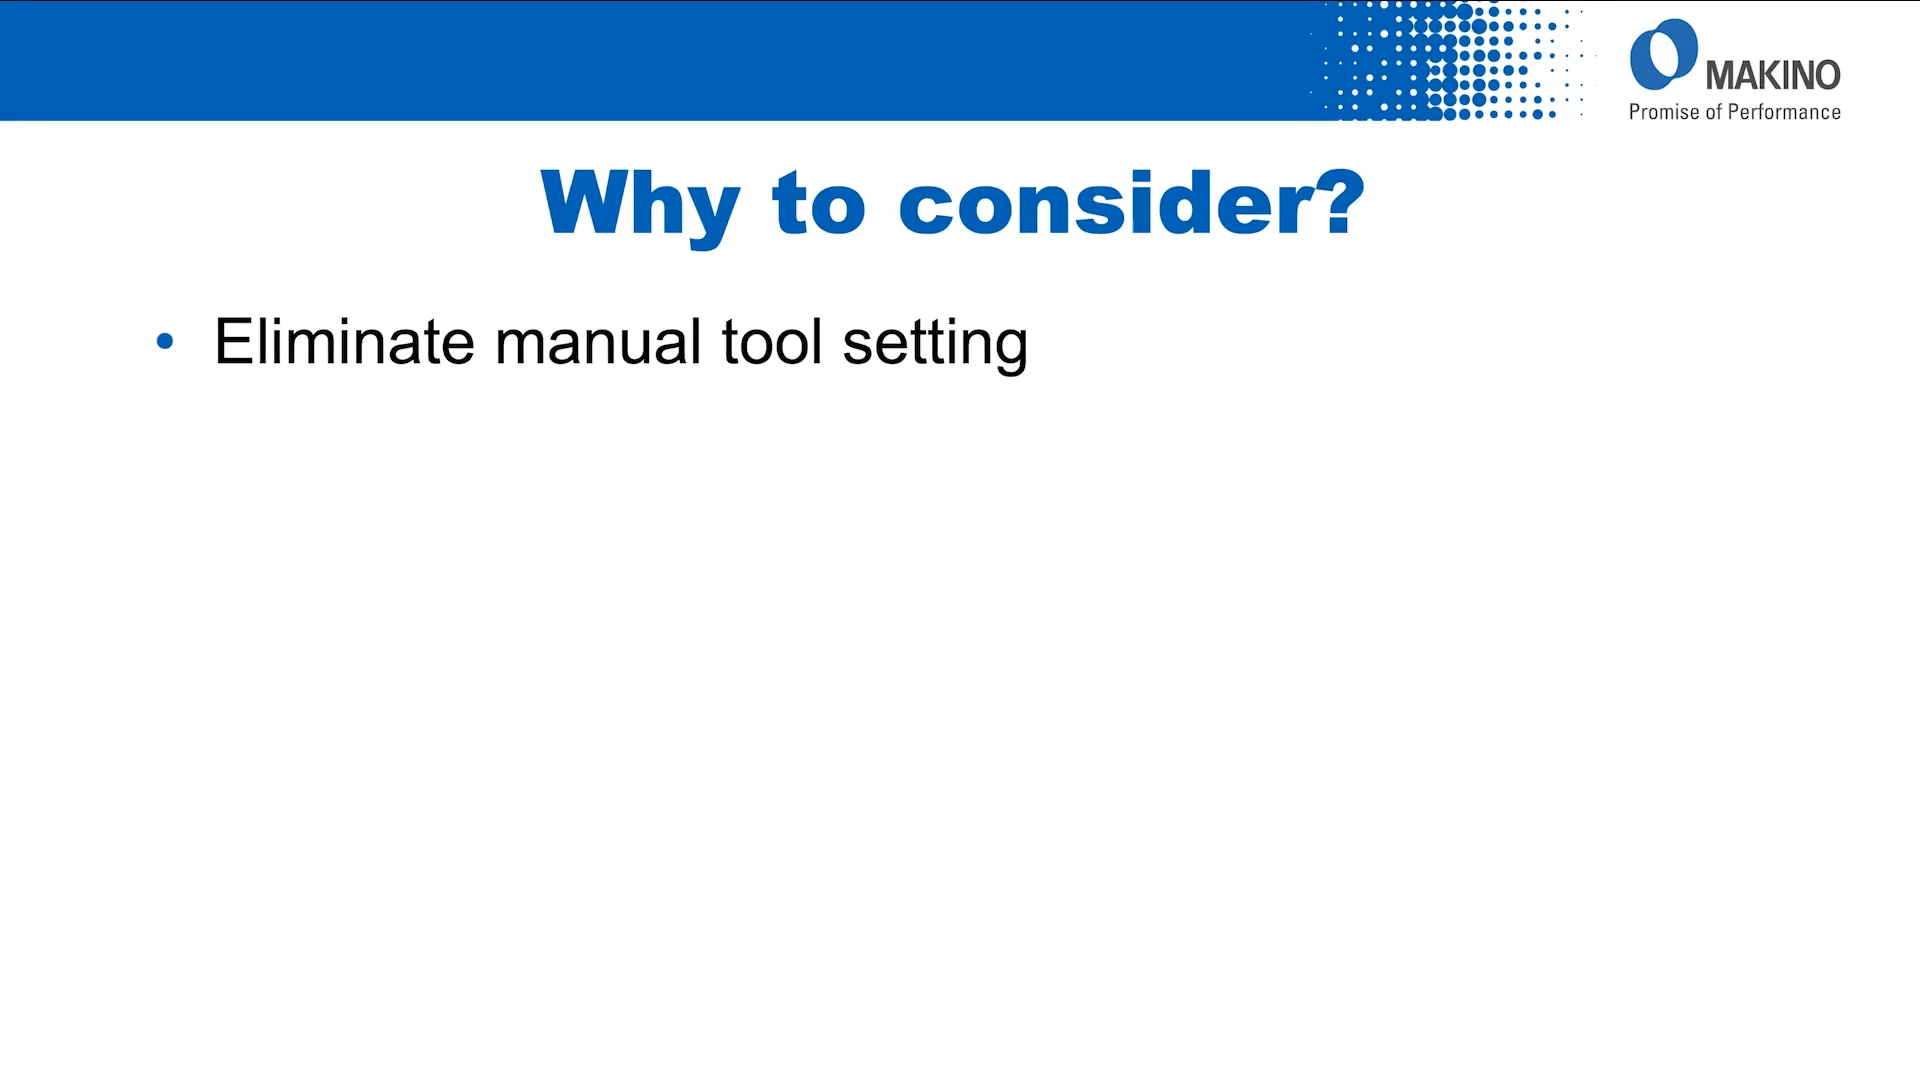 MAKINO
Promise of Performance
Why to consider?
• Eliminate manual tool setting